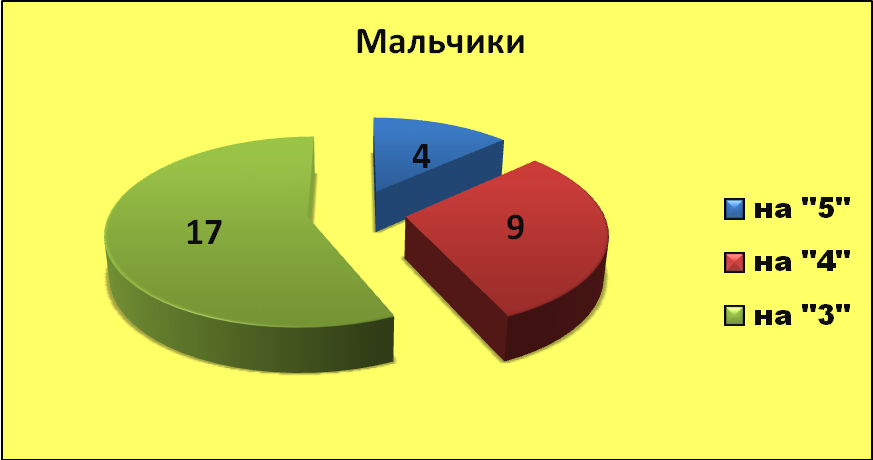 Мальчики
4
9
17
на "5"
на "4"
на "3"